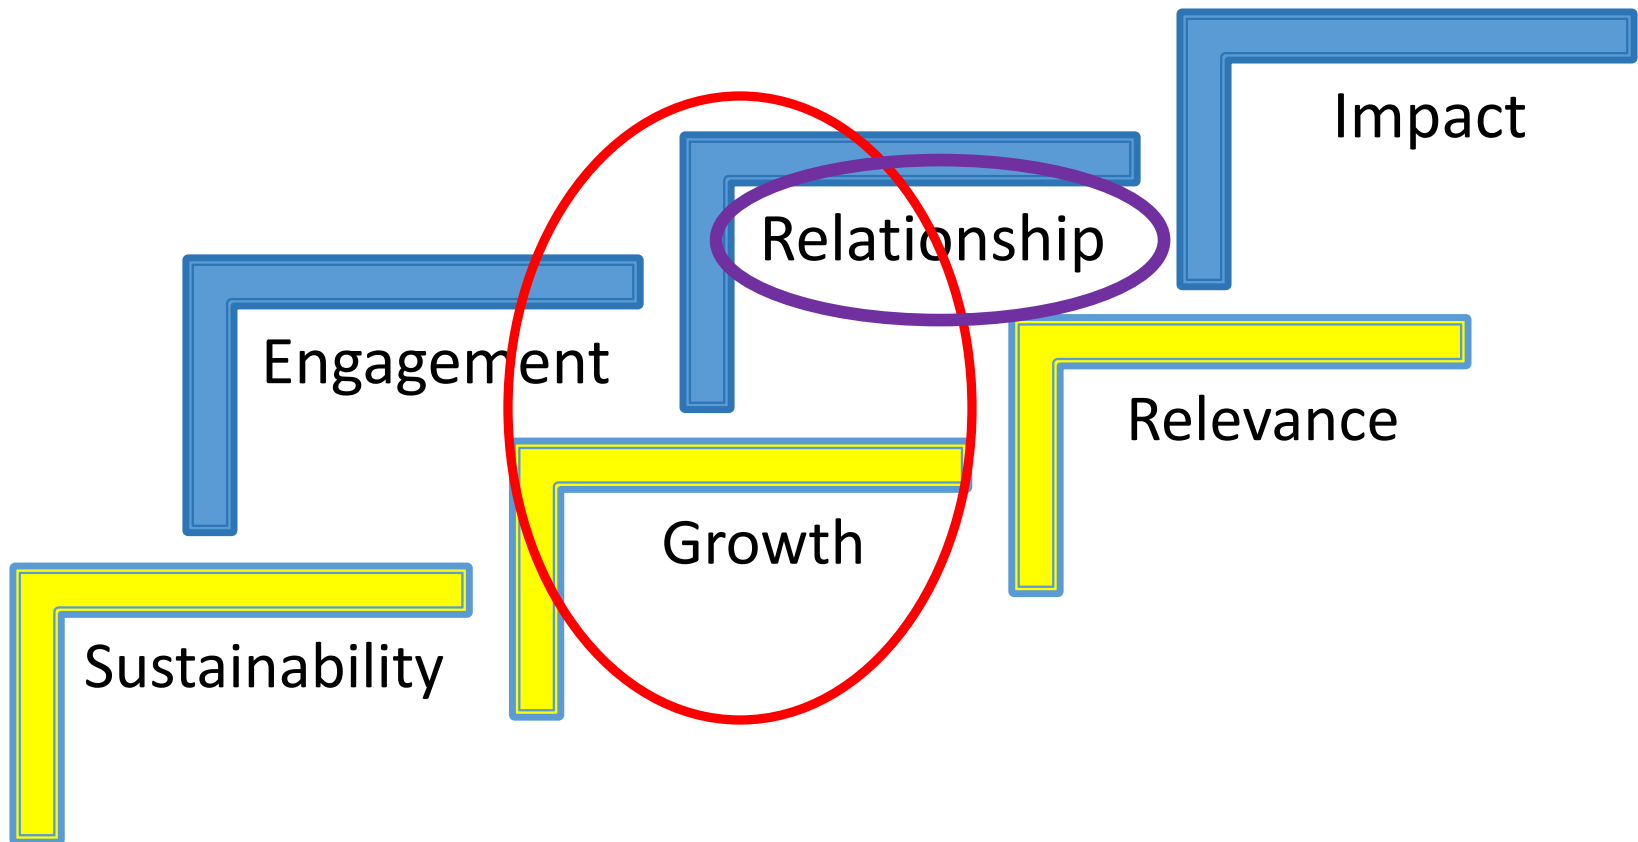 Impact
Relationship
Engagement
Relevance
Growth
Sustainability